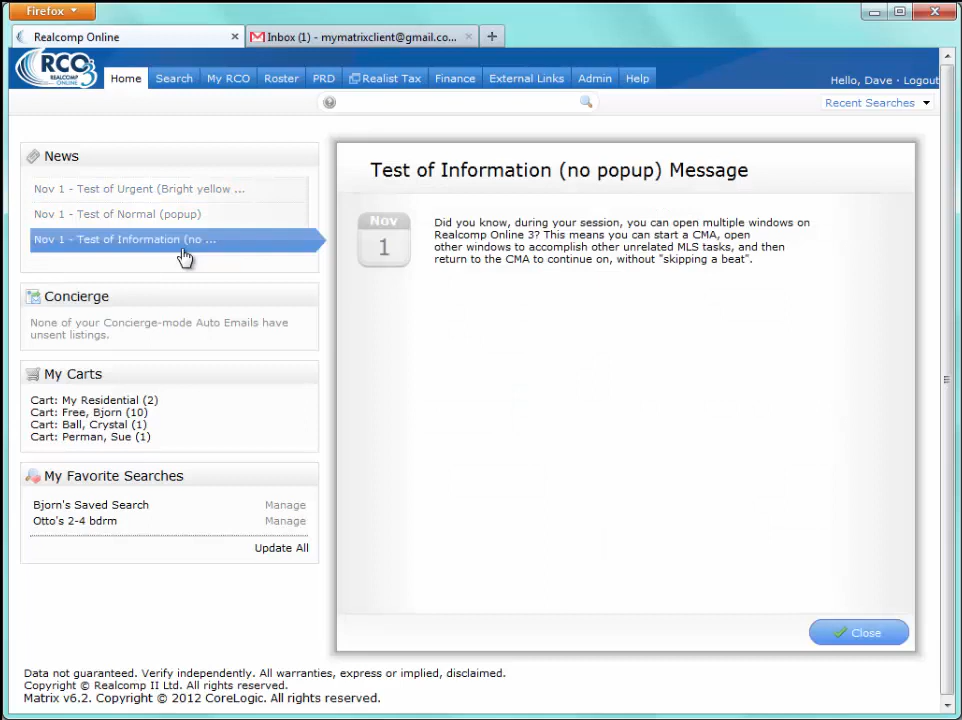 Firefox
Realcomp Online
Inbox (1) - mymatrixclient@gmail.co...
RCO3
REALCOMP ONLINE
Home
Search
My RCO
Roster
PRD
Realist Tax
Finance
External Links
Admin
Help
Hello, Dave - Logout
Recent Searches
News
Nov 1 - Test of Urgent (Bright yellow ...
Nov 1 - Test of Normal (popup)
Nov 1 - Test of Information (no ...
Concierge
None of your Concierge-mode Auto Emails have
unsent listings.
My Carts
Cart: My Residential (2)
Cart: Free, Bjorn (10)
Cart: Ball, Crystal (1)
Cart: Perman, Sue (1)
My Favorite Searches
Bjorn's Saved Search Manage
Otto's 2-4 bdrm Manage
Update All
Test of Information (no popup) Message
Nov
1
Did you know, during your session, you can open multiple windows on
Realcomp Online 3? This means you can start a CMA, open
other windows to accomplish other unrelated MLS tasks, and then
return to the CMA to continue on, without "skipping a beat".
Close
Data not guaranteed. Verify independently. All warranties, express or implied, disclaimed.
Copyright © Realcomp II Ltd. All rights reserved.
Matrix v6.2. Copyright © 2012 CoreLogic. All rights reserved.